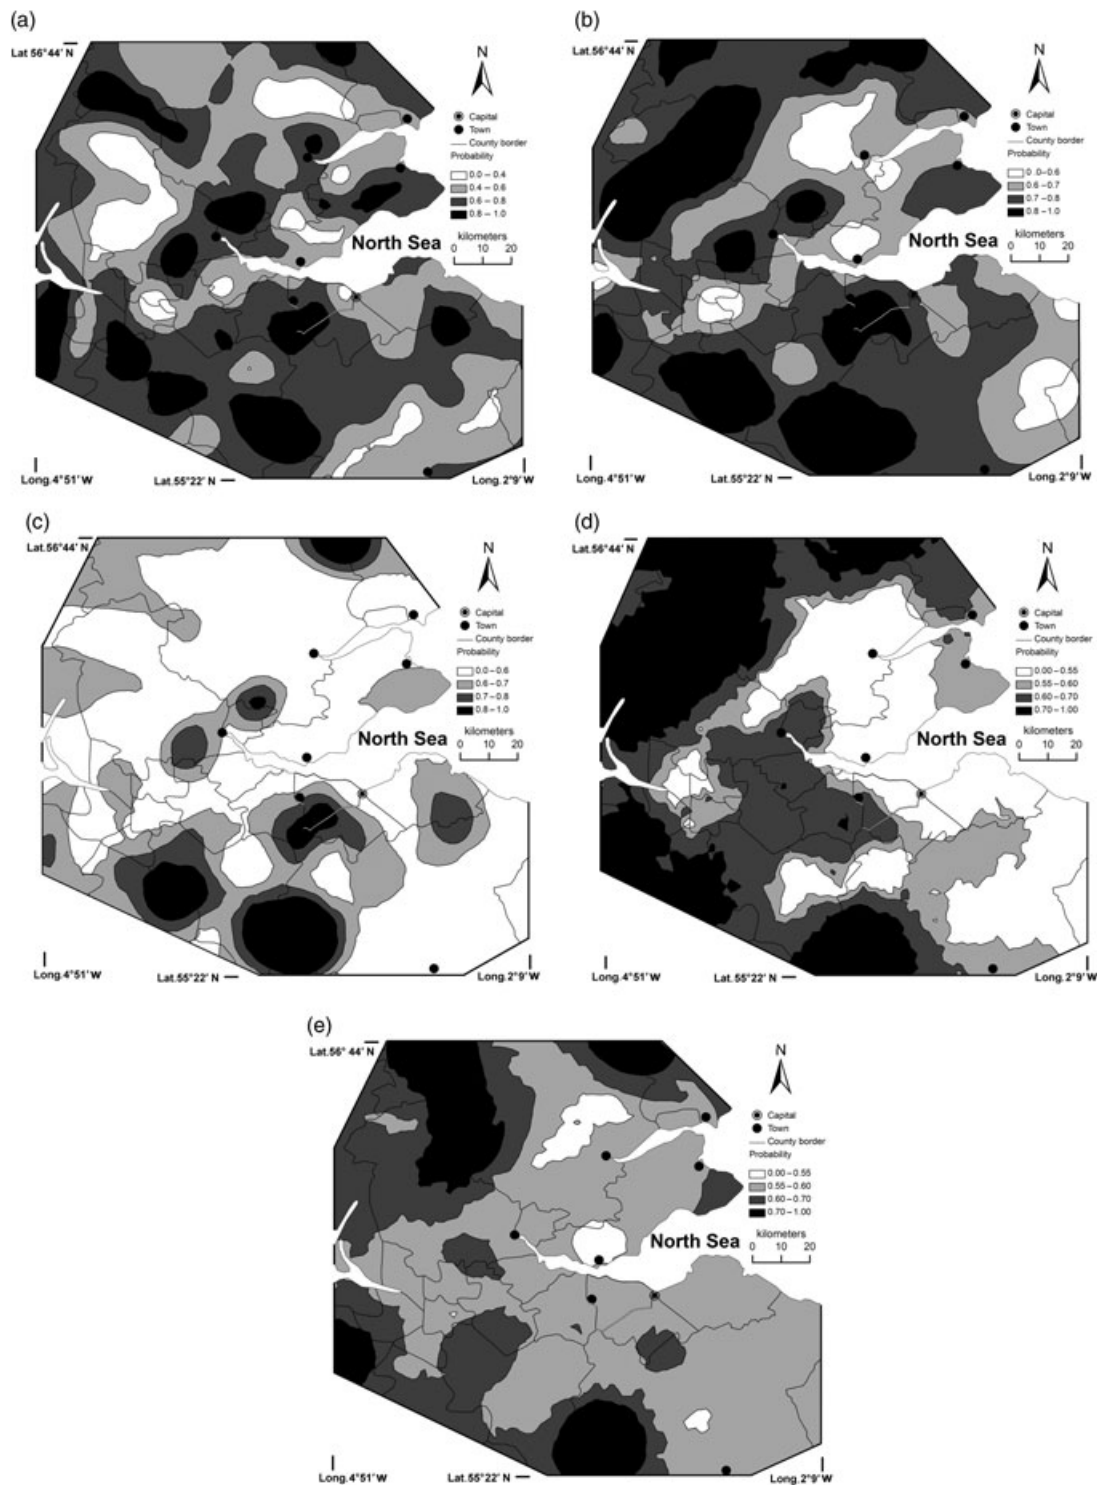 (a)
Lat 56°44′ N
N
Capital
Town
County border
Probability
0.0 – 0.4
0.4 – 0.6
0.6 – 0.8
0.8 – 1.0
North Sea
kilometers
0 10 20
Long.4°51′ W
Lat.55°22′ N
Long.2°9′W
(b)
Lat 56°44′ N
N
Capital
Town
County border
Probability
0 .0–0.6
0.6 – 0.7
0.7 – 0.8
0.8 – 1.0
North Sea
kilometers
0 10 20
Long.4°51′ W
Lat.55°22′ N
Long.2°9′W
(c)
Lat.56°44′ N
N
Capital
Town
County border
Probability
0.0 – 0.6
0.6 – 0.7
0.7 – 0.8
0.8 – 1.0
North Sea
kilometers
0 10 20
Long.4°51′ W
Lat.55°22′ N
Long.2°9′W
(d)
Lat.56°44′ N
N
Capital
Town
County border
Probability
0.00 – 0.55
0.55 – 0.60
0.60 – 0.70
0.70 – 1.00
North Sea
kilometers
0 10 20
Long.4°51′ W
Lat.55°22′ N
Long.2°9′W
(e)
Lat.56° 44′ N
N
Capital
Town
County border
Probability
0.00 – 0.55
0.55 – 0.60
0.60 – 0.70
0.70 – 1.00
North Sea
kilometers
0 10 20
Long.4°51′ W
Lat.55°22′ N
Long.2°9′W